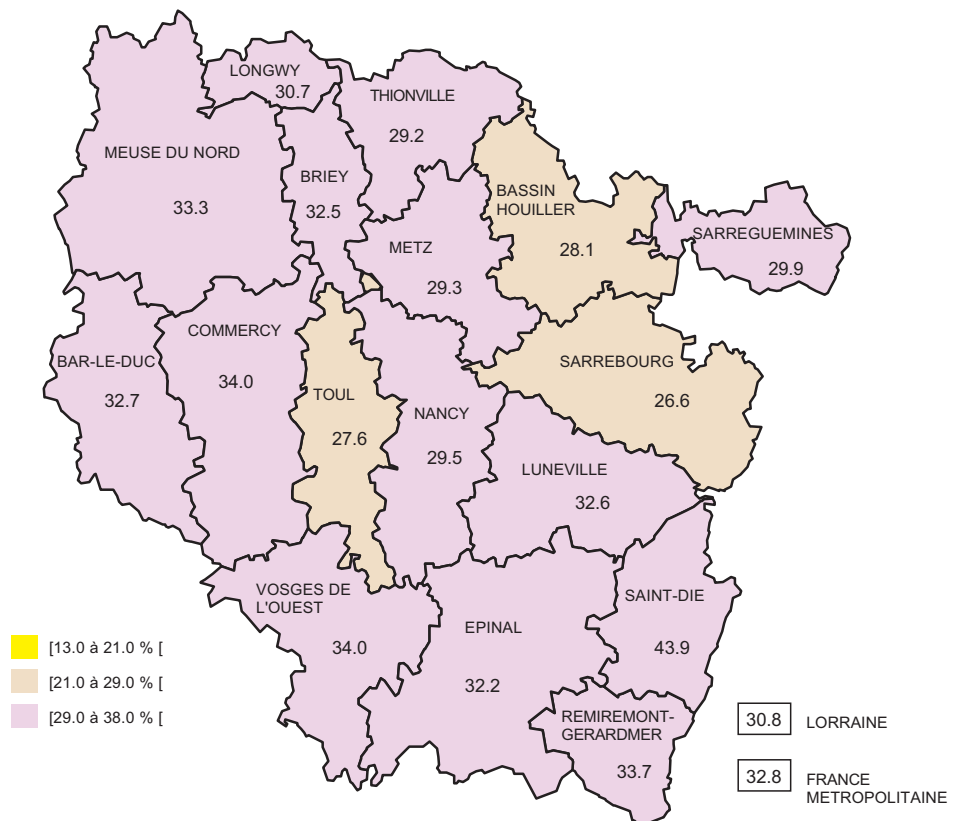 LONGWY
30.7
THIONVILLE
29.2
MEUSE DU NORD
33.3
BRIEY
32.5
BASSIN
HOUILLER
28.1
METZ
29.3
SARREGUEMINES
29.9
COMMERCY
34.0
BAR-LE-DUC
32.7
SARREBOURG
26.6
TOUL
27.6
NANCY
29.5
LUNEVILLE
32.6
VOSGES DE
L'OUEST
34.0
EPINAL
32.2
SAINT-DIE
43.9
REMIREMONT-
GERARDMER
33.7
[13.0 à 21.0 % [
[21.0 à 29.0 % [
[29.0 à 38.0 % [
30.8 LORRAINE
32.8 FRANCE
METROPOLITAINE